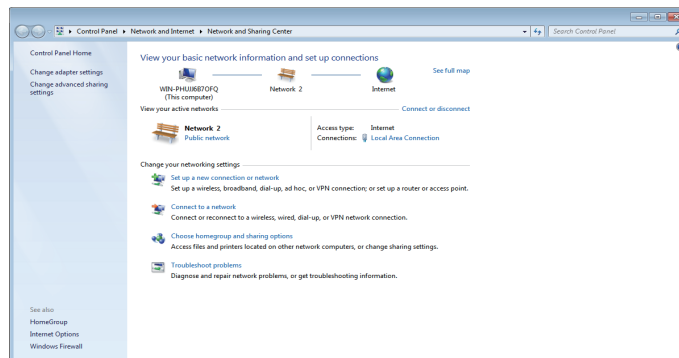 Control Panel ▸ Network and Internet ▸ Network and Sharing Center
Search Control Panel
Control Panel Home
Change adapter settings
Change advanced sharing
settings
View your basic network information and set up connections
See full map
WIN-PHUJJ6B7OFQ
(This computer)
Network 2
Internet
View your active networks
Connect or disconnect
Network 2
Public network
Access type: Internet
Connections: Local Area Connection
Change your networking settings
Set up a new connection or network
Set up a wireless, broadband, dial-up, ad hoc, or VPN connection; or set up a router or access point.
Connect to a network
Connect or reconnect to a wireless, wired, dial-up, or VPN network connection.
Choose homegroup and sharing options
Access files and printers located on other network computers, or change sharing settings.
Troubleshoot problems
Diagnose and repair network problems, or get troubleshooting information.
See also
HomeGroup
Internet Options
Windows Firewall